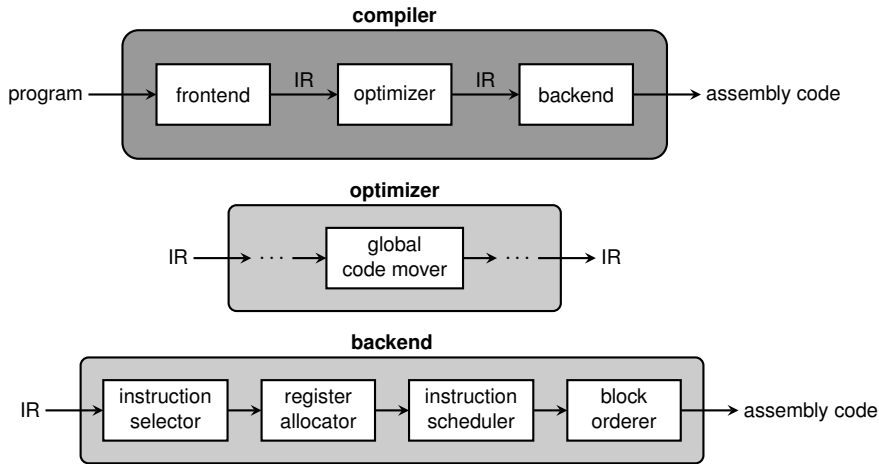 compiler
program
frontend
IR
optimizer
IR
backend
assembly code
optimizer
IR
· · ·
global
code mover
· · ·
IR
backend
IR
instruction
selector
register
allocator
instruction
scheduler
block
orderer
assembly code